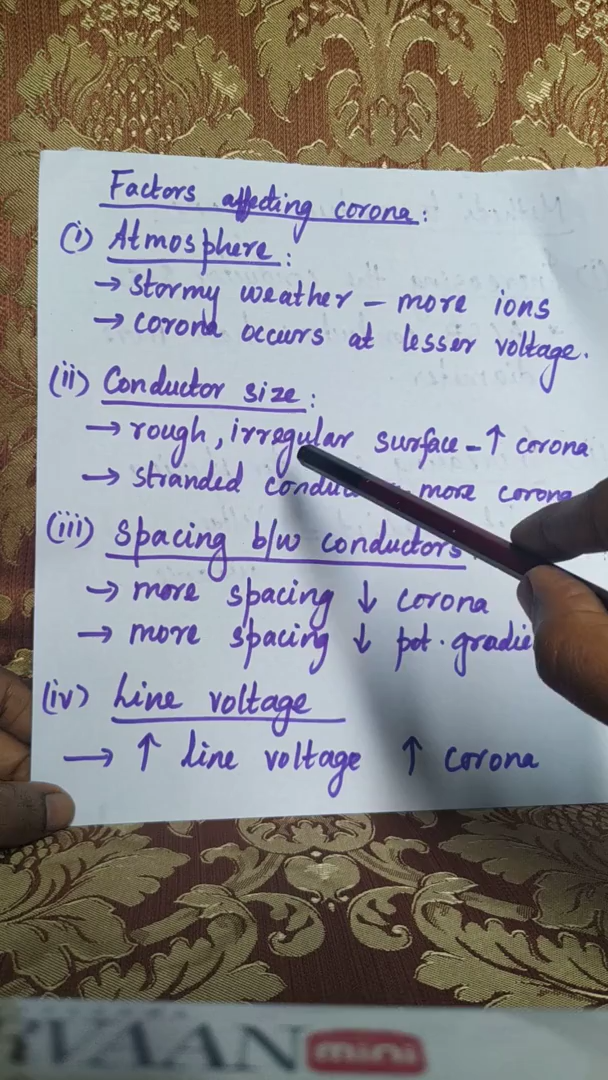 Factors affecting corona:
(i) Atmosphere:
→ stormy weather – more ions
→ corona occurs at lesser voltage.
(ii) Conductor size:
→ rough, irregular surface - ↑ corona
→ stranded more corona
(iii) Spacing b/w conductors
→ more spacing ↓ corona
→ more spacing ↓ pot.
(iv) Line voltage
→ ↑ line voltage ↑ corona
mini